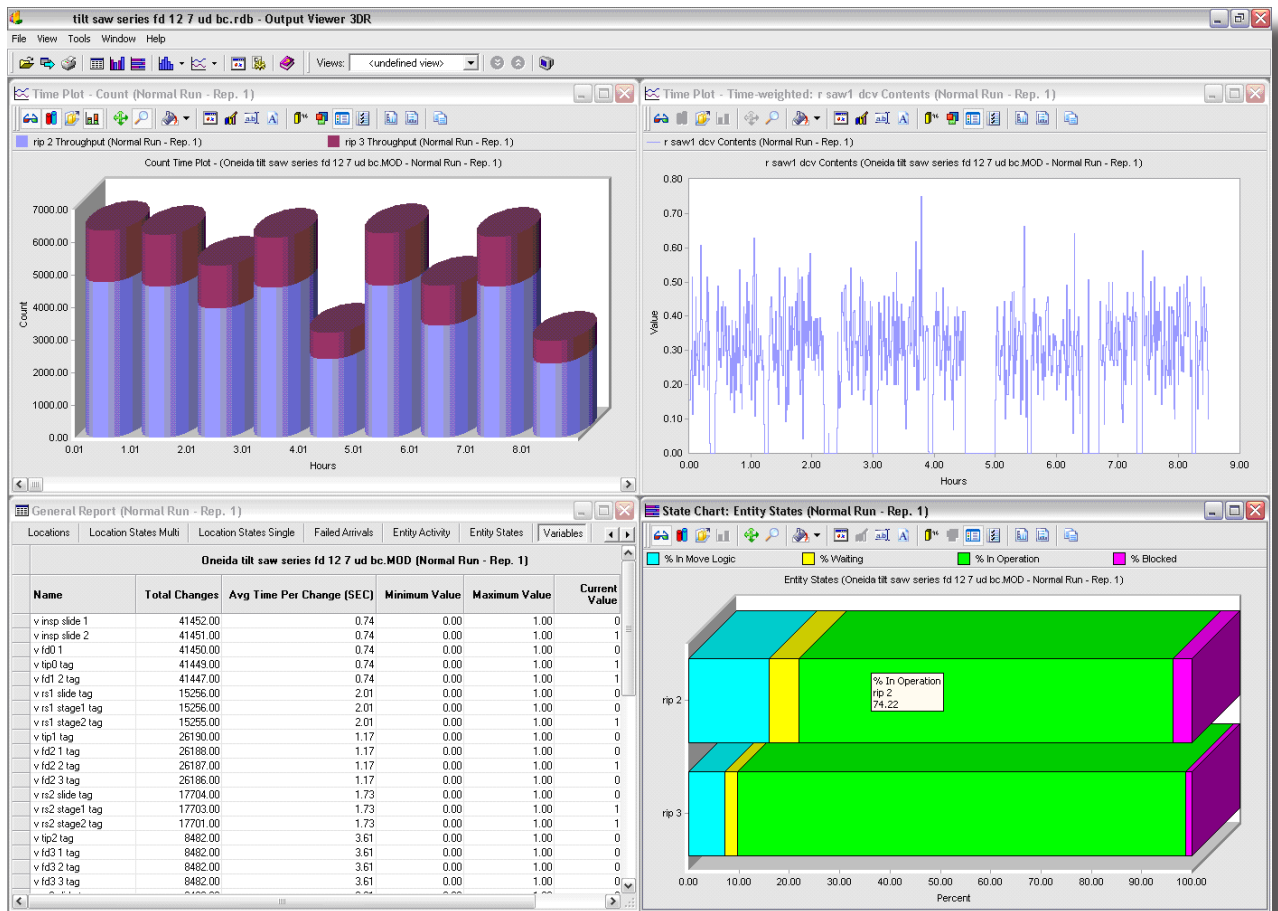 tilt saw series fd 12 7 ud bc.rdb - Output Viewer 3DR
File View Tools Window Help
Views: <undefined view>
Time Plot - Count (Normal Run - Rep. 1)
rip 2 Throughput (Normal Run - Rep. 1) rip 3 Throughput (Normal Run - Rep. 1)
Count Time Plot - (Oneida tilt saw series fd 12 7 ud bc.MOD - Normal Run - Rep. 1)
7000.00
6000.00
5000.00
4000.00
3000.00
2000.00
1000.00
0.00
Count
0.01 1.01 2.01 3.01 4.01 5.01 6.01 7.01 8.01
Hours
Time Plot - Time-weighted: r saw1 dcv Contents (Normal Run - Rep. 1)
r saw1 dcv Contents (Normal Run - Rep. 1)
r saw1 dcv Contents (Oneida tilt saw series fd 12 7 ud bc.MOD - Normal Run - Rep. 1)
0.80
0.70
0.60
0.50
0.40
0.30
0.20
0.10
0.00
Value
0.00 1.00 2.00 3.00 4.00 5.00 6.00 7.00 8.00 9.00
Hours
General Report (Normal Run - Rep. 1)
Locations Location States Multi Location States Single Failed Arrivals Entity Activity Entity States Variables
Oneida tilt saw series fd 12 7 ud bc.MOD (Normal Run - Rep. 1)
Name Total Changes Avg Time Per Change (SEC) Minimum Value Maximum Value Current Value
v insp slide 1 41452.00 0.74 0.00 1.00 0
v insp slide 2 41451.00 0.74 0.00 1.00 1
v fd0 1 41450.00 0.74 0.00 1.00 0
v tip0 tag 41449.00 0.74 0.00 1.00 1
v fd1 2 tag 41447.00 0.74 0.00 1.00 1
v rs1 slide tag 15256.00 2.01 0.00 1.00 0
v rs1 stage1 tag 15256.00 2.01 0.00 1.00 0
v rs1 stage2 tag 15255.00 2.01 0.00 1.00 1
v tip1 tag 26190.00 1.17 0.00 1.00 0
v fd2 1 tag 26188.00 1.17 0.00 1.00 0
v fd2 2 tag 26187.00 1.17 0.00 1.00 1
v fd2 3 tag 26186.00 1.17 0.00 1.00 0
v rs2 slide tag 17704.00 1.73 0.00 1.00 0
v rs2 stage1 tag 17703.00 1.73 0.00 1.00 1
v rs2 stage2 tag 17701.00 1.73 0.00 1.00 1
v tip2 tag 8482.00 3.61 0.00 1.00 0
v fd3 1 tag 8482.00 3.61 0.00 1.00 0
v fd3 2 tag 8482.00 3.61 0.00 1.00 0
v fd3 3 tag 8482.00 3.61 0.00 1.00 0
State Chart: Entity States (Normal Run - Rep. 1)
% In Move Logic % Waiting % In Operation % Blocked
Entity States (Oneida tilt saw series fd 12 7 ud bc.MOD - Normal Run - Rep. 1)
rip 2
% In Operation
rip 2
74.22
rip 3
0.00 10.00 20.00 30.00 40.00 50.00 60.00 70.00 80.00 90.00 100.00
Percent